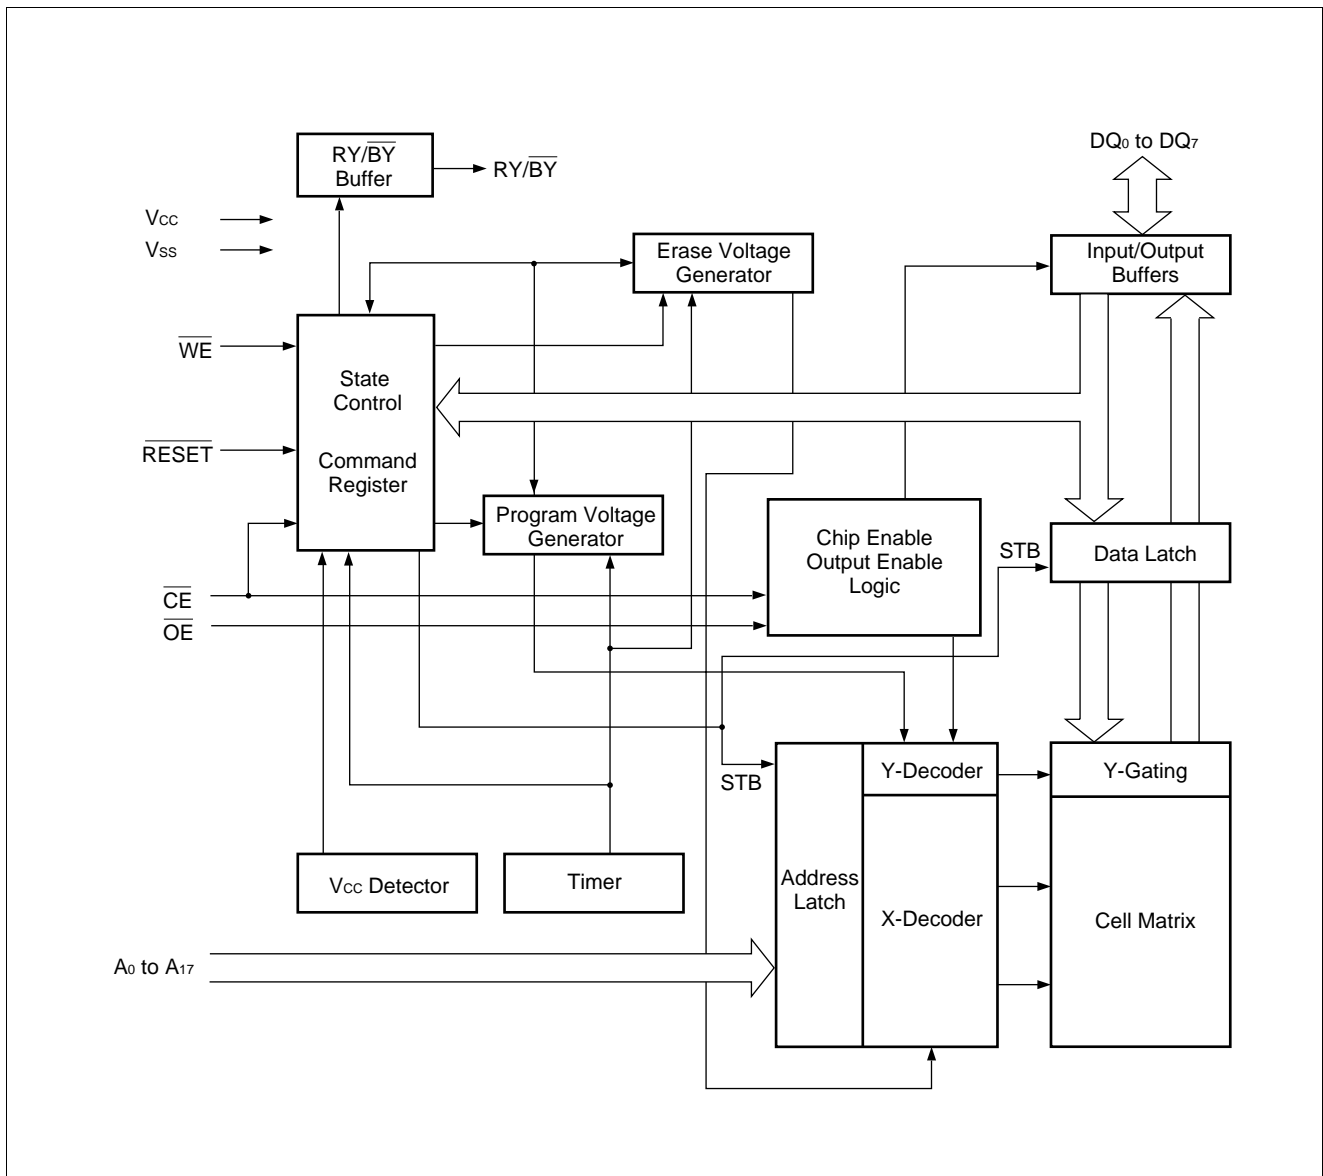 RY/BY
Buffer
RY/BY
DQ0 to DQ7
VCC
VSS
Erase Voltage
Generator
Input/Output
Buffers
WE
State
Control
RESET
Command
Register
Program Voltage
Generator
Chip Enable
Output Enable
Logic
STB
Data Latch
CE
OE
STB
Y-Decoder
Y-Gating
VCC Detector
Timer
Address
Latch
X-Decoder
Cell Matrix
A0 to A17